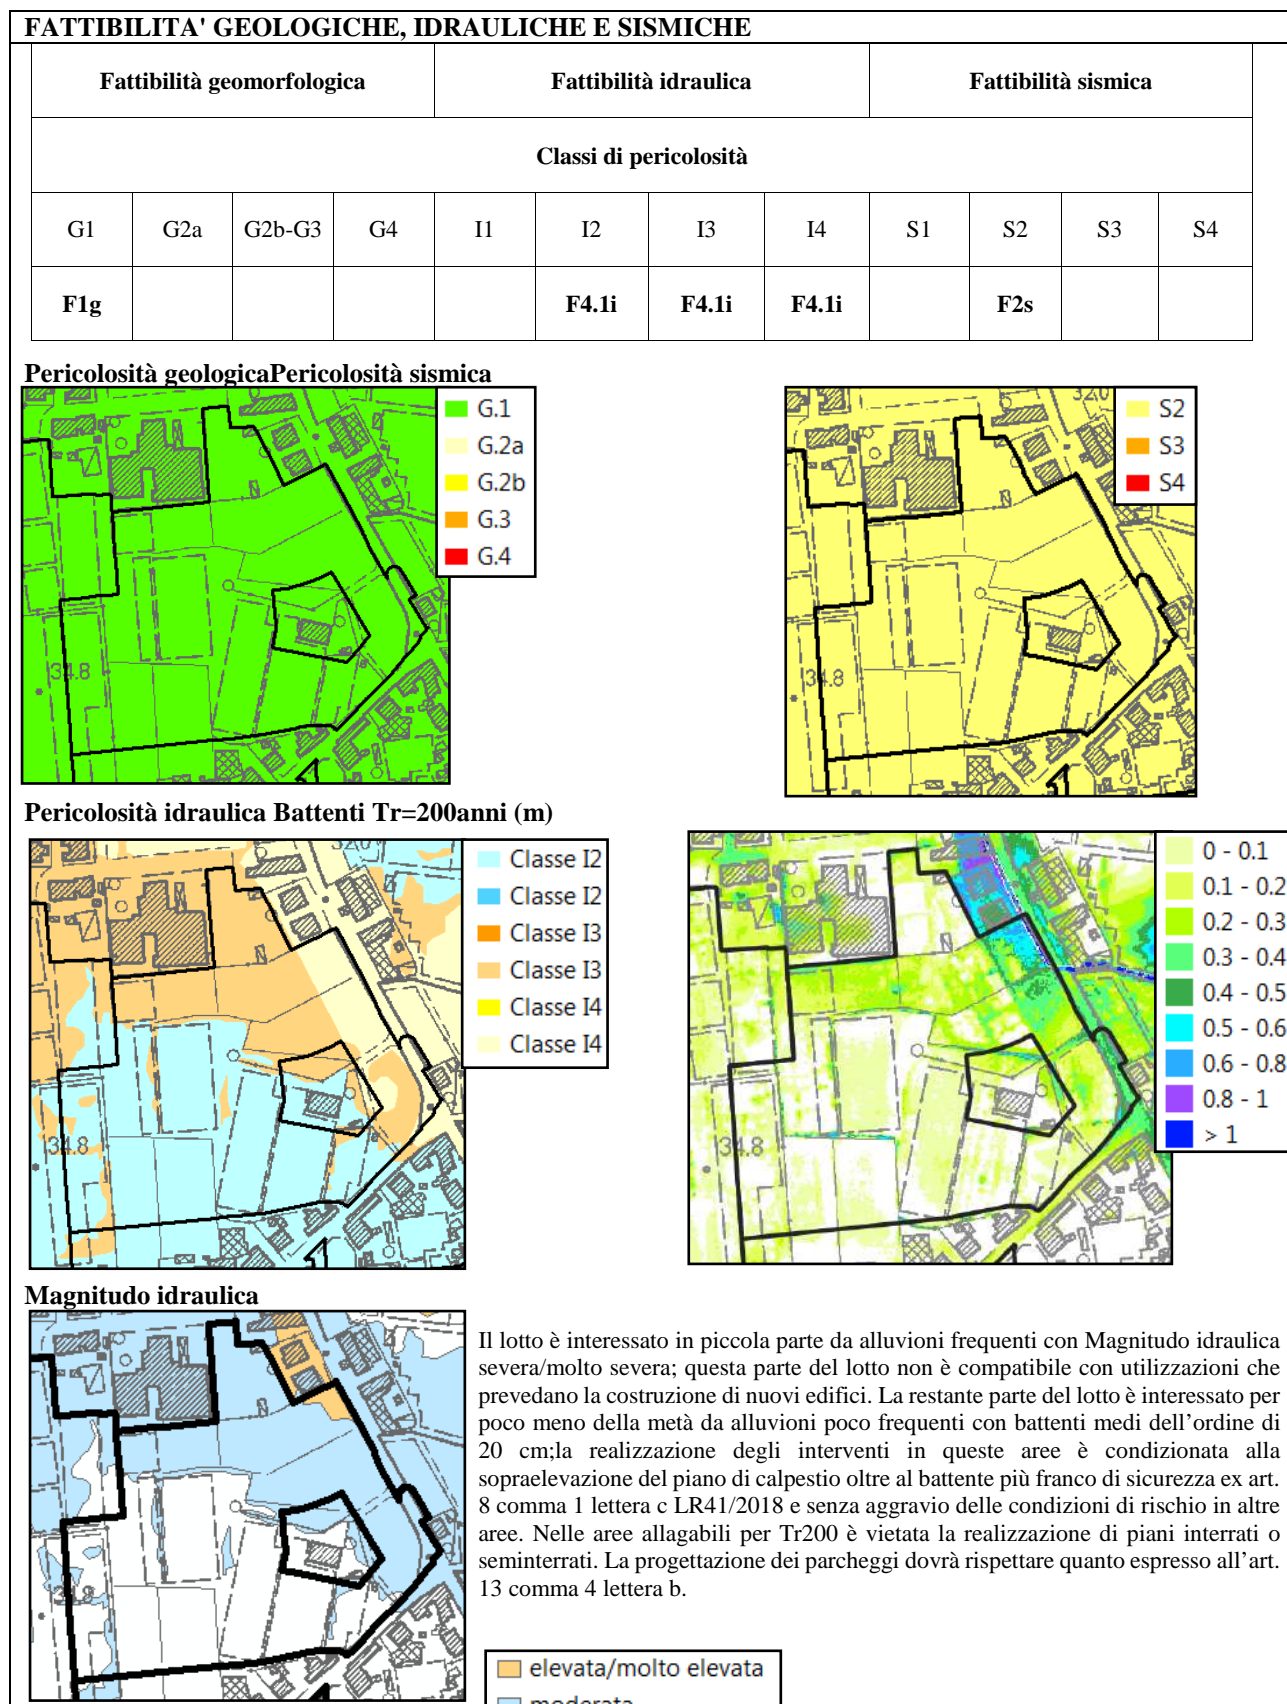 FATTIBILITA' GEOLOGICHE, IDRAULICHE E SISMICHE
Fattibilità geomorfologica Fattibilità idraulica Fattibilità sismica
Classi di pericolosità
G1 G2a G2b-G3 G4 I1 I2 I3 I4 S1 S2 S3 S4
F1g F4.1i F4.1i F4.1i F2s
Pericolosità geologicaPericolosità sismica
G.1
G.2a
G.2b
G.3
G.4
34.8
S2
S3
S4
32.0
34.8
Pericolosità idraulica Battenti Tr=200anni (m)
Classe I2
Classe I2
Classe I3
Classe I3
Classe I4
Classe I4
34.8
0 - 0.1
0.1 - 0.2
0.2 - 0.3
0.3 - 0.4
0.4 - 0.5
0.5 - 0.6
0.6 - 0.8
0.8 - 1
> 1
34.8
Magnitudo idraulica
Il lotto è interessato in piccola parte da alluvioni frequenti con Magnitudo idraulica
severa/molto severa; questa parte del lotto non è compatibile con utilizzazioni che
prevedano la costruzione di nuovi edifici. La restante parte del lotto è interessato per
poco meno della metà da alluvioni poco frequenti con battenti medi dell’ordine di
20 cm;la realizzazione degli interventi in queste aree è condizionata alla
sopraelevazione del piano di calpestio oltre al battente più franco di sicurezza ex art.
8 comma 1 lettera c LR41/2018 e senza aggravio delle condizioni di rischio in altre
aree. Nelle aree allagabili per Tr200 è vietata la realizzazione di piani interrati o
seminterrati. La progettazione dei parcheggi dovrà rispettare quanto espresso all’art.
13 comma 4 lettera b.
34.8
elevata/molto elevata
moderata